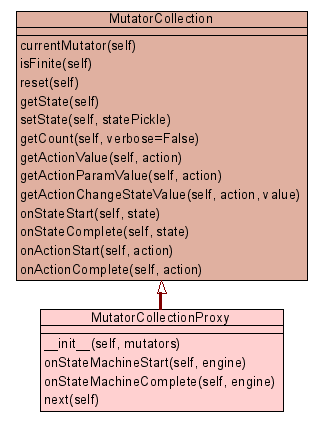 MutatorCollection
currentMutator(self)
isFinite(self)
reset(self)
getState(self)
setState(self, statePickle)
getCount(self, verbose=False)
getActionValue(self, action)
getActionParamValue(self, action)
getActionChangeStateValue(self, action, value)
onStateStart(self, state)
onStateComplete(self, state)
onActionStart(self, action)
onActionComplete(self, action)
MutatorCollectionProxy
__init__(self, mutators)
onStateMachineStart(self, engine)
onStateMachineComplete(self, engine)
next(self)